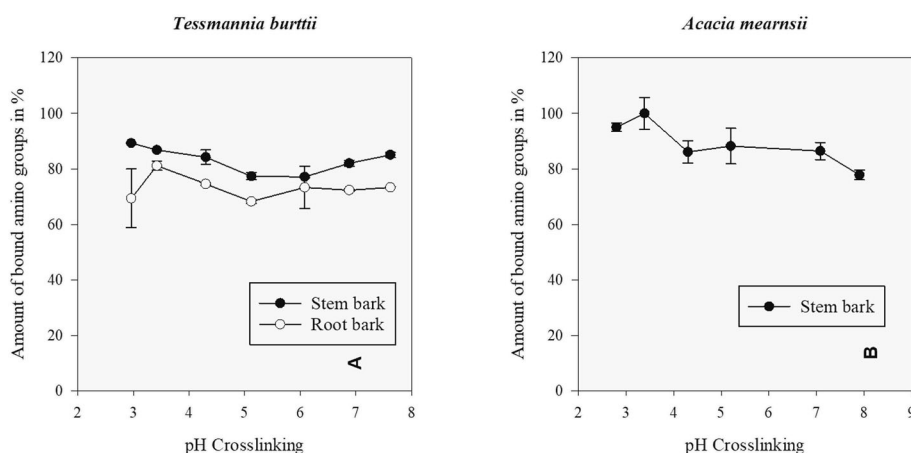 Tessmannia burttii
Amount of bound amino groups in %
120
100
80
60
40
20
0
Stem bark
Root bark
A
2 3 4 5 6 7 8
pH Crosslinking
Acacia mearnsii
Amount of bound amino groups in %
120
100
80
60
40
20
0
Stem bark
B
2 3 4 5 6 7 8 9
pH Crosslinking